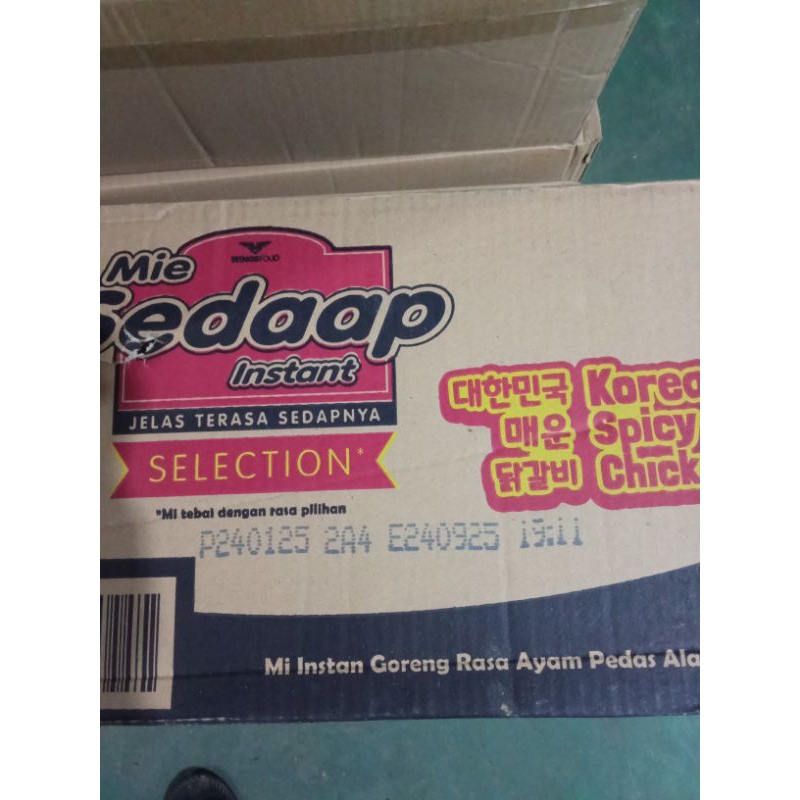 WINGSFOOD
Mie
Sedaap
Instant
JELAS TERASA SEDAPNYA
SELECTION*
*Mi tebal dengan rasa pilihan
대한민국 Korea
매운 Spicy
닭갈비 Chick
P240125 2A4 E240925 19:11
Mi Instan Goreng Rasa Ayam Pedas Ala